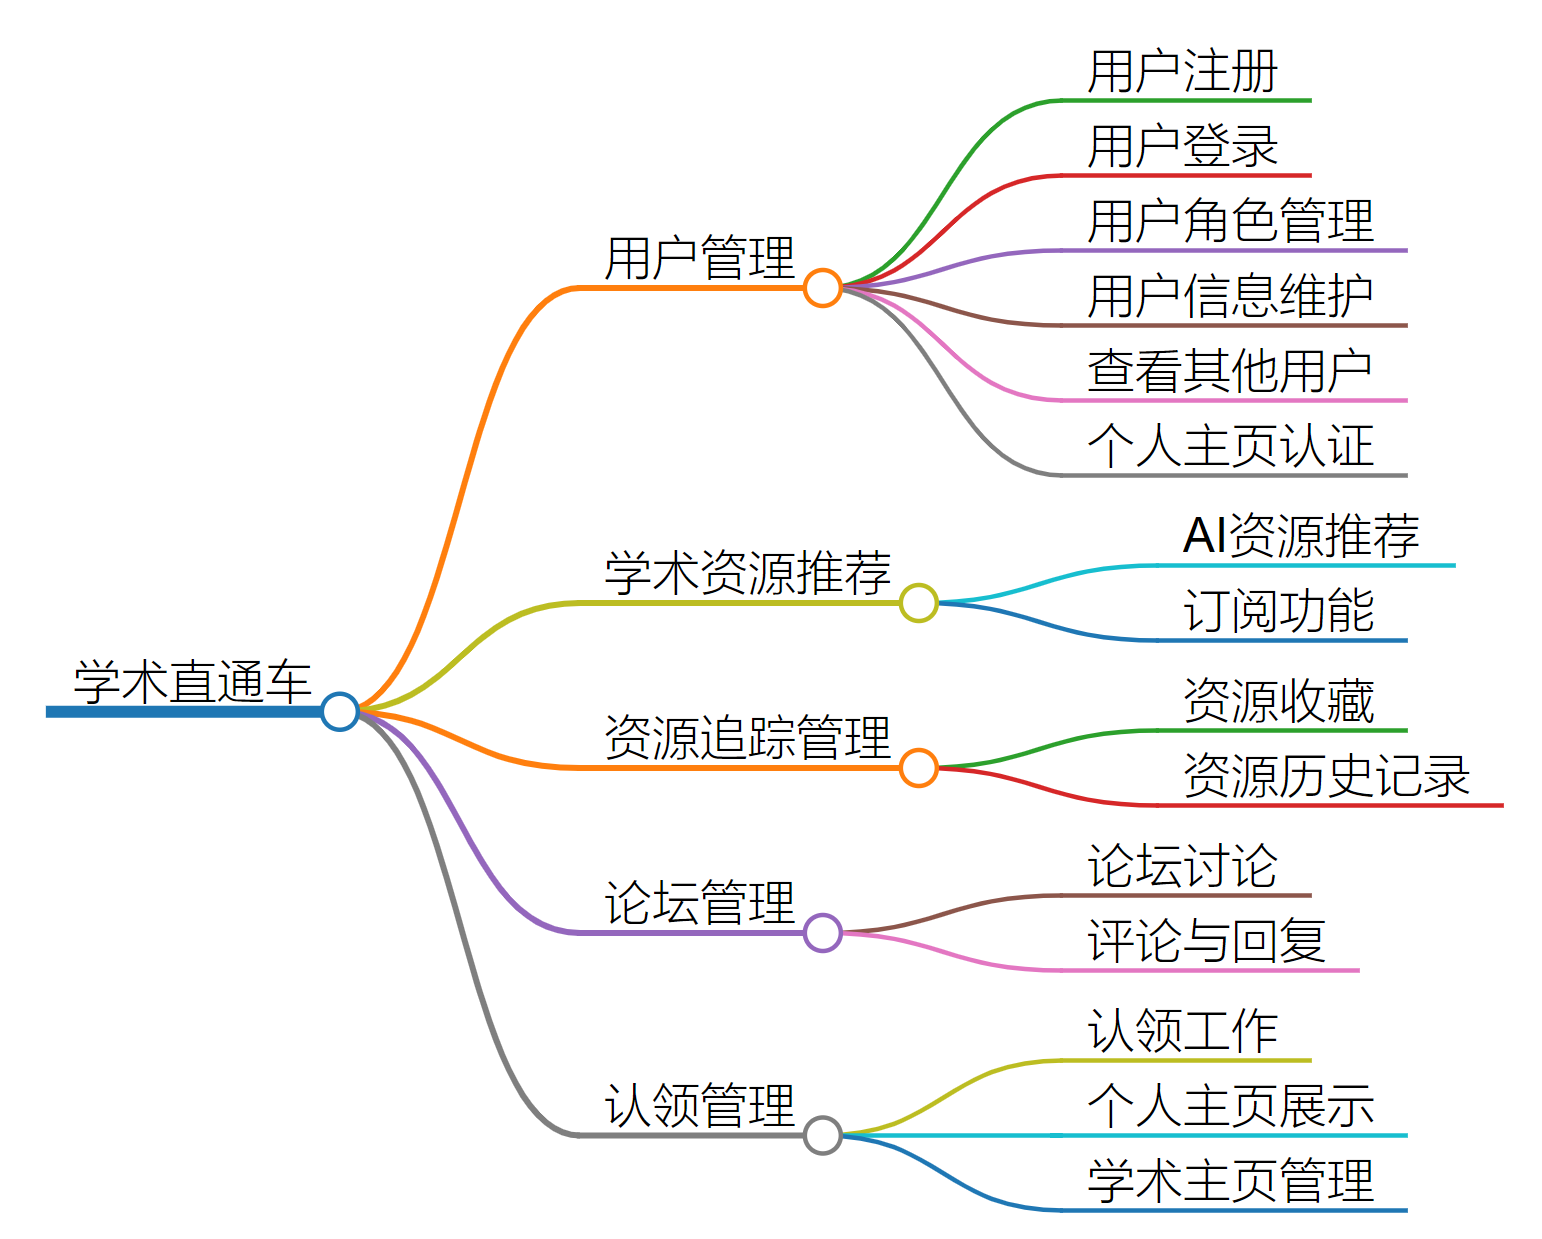 学术直通车
用户管理
用户注册
用户登录
用户角色管理
用户信息维护
查看其他用户
个人主页认证
学术资源推荐
AI资源推荐
订阅功能
资源追踪管理
资源收藏
资源历史记录
论坛管理
论坛讨论
评论与回复
认领管理
认领工作
个人主页展示
学术主页管理